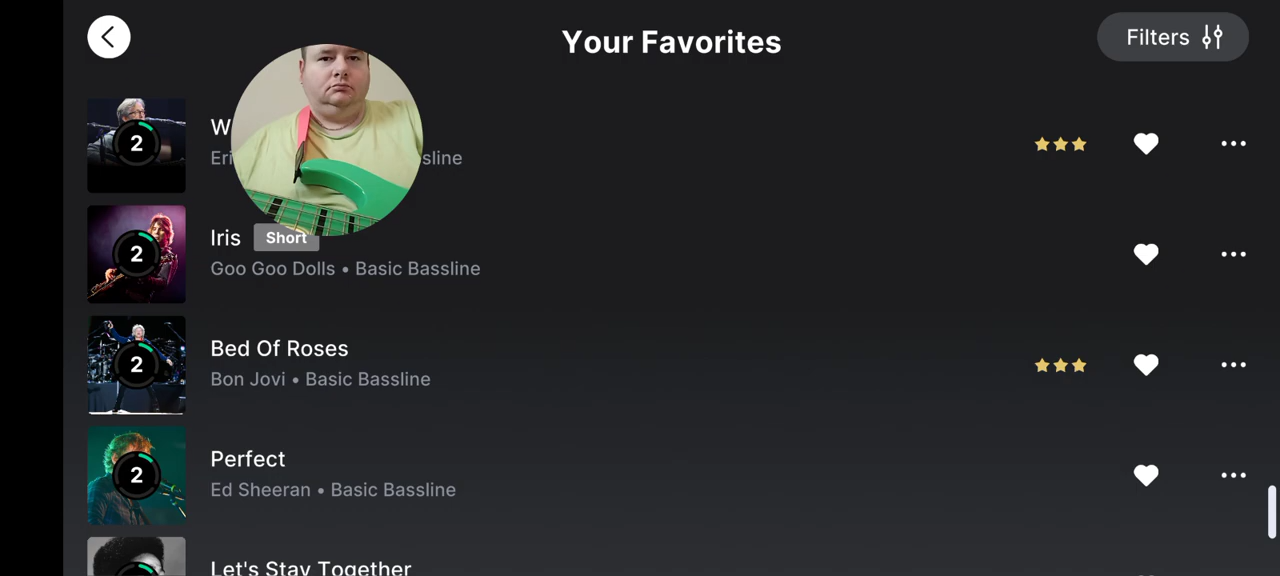 Your Favorites
Filters
2
W
Eri sline
2
Iris Short
Goo Goo Dolls • Basic Bassline
2
Bed Of Roses
Bon Jovi • Basic Bassline
2
Perfect
Ed Sheeran • Basic Bassline
Let's Stay Together